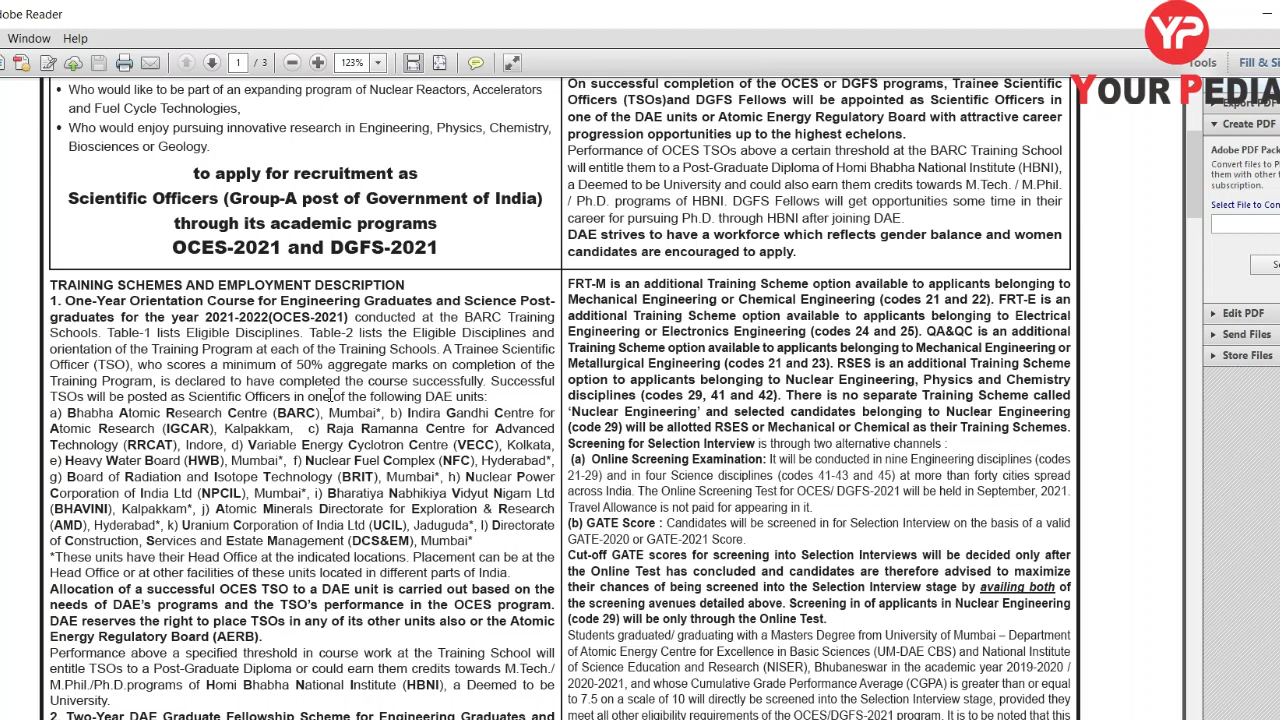 dobe Reader
Window Help
1 / 3
123%
YP
YOUR PEDIA
Tools
Fill & Si
Export PDF
Create PDF
Adobe PDF Pack
Convert files to P
them with other f
subscription.
Select File to Con
Edit PDF
Send Files
Store Files
• Who would like to be part of an expanding program of Nuclear Reactors, Accelerators
and Fuel Cycle Technologies,
• Who would enjoy pursuing innovative research in Engineering, Physics, Chemistry,
Biosciences or Geology.
to apply for recruitment as
Scientific Officers (Group-A post of Government of India)
through its academic programs
OCES-2021 and DGFS-2021
On successful completion of the OCES or DGFS programs, Trainee Scientific
Officers (TSOs)and DGFS Fellows will be appointed as Scientific Officers in
one of the DAE units or Atomic Energy Regulatory Board with attractive career
progression opportunities up to the highest echelons.
Performance of OCES TSOs above a certain threshold at the BARC Training School
will entitle them to a Post-Graduate Diploma of Homi Bhabha National Institute (HBNI),
a Deemed to be University and could also earn them credits towards M.Tech. / M.Phil.
/ Ph.D. programs of HBNI. DGFS Fellows will get opportunities some time in their
career for pursuing Ph.D. through HBNI after joining DAE.
DAE strives to have a workforce which reflects gender balance and women
candidates are encouraged to apply.
TRAINING SCHEMES AND EMPLOYMENT DESCRIPTION
1. One-Year Orientation Course for Engineering Graduates and Science Post-
graduates for the year 2021-2022(OCES-2021) conducted at the BARC Training
Schools. Table-1 lists Eligible Disciplines. Table-2 lists the Eligible Disciplines and
orientation of the Training Program at each of the Training Schools. A Trainee Scientific
Officer (TSO), who scores a minimum of 50% aggregate marks on completion of the
Training Program, is declared to have completed the course successfully. Successful
TSOs will be posted as Scientific Officers in one of the following DAE units:
a) Bhabha Atomic Research Centre (BARC), Mumbai*, b) Indira Gandhi Centre for
Atomic Research (IGCAR), Kalpakkam, c) Raja Ramanna Centre for Advanced
Technology (RRCAT), Indore, d) Variable Energy Cyclotron Centre (VECC), Kolkata,
e) Heavy Water Board (HWB), Mumbai*, f) Nuclear Fuel Complex (NFC), Hyderabad*,
g) Board of Radiation and Isotope Technology (BRIT), Mumbai*, h) Nuclear Power
Corporation of India Ltd (NPCIL), Mumbai*, i) Bharatiya Nabhikiya Vidyut Nigam Ltd
(BHAVINI), Kalpakkam*, j) Atomic Minerals Directorate for Exploration & Research
(AMD), Hyderabad*, k) Uranium Corporation of India Ltd (UCIL), Jaduguda*, l) Directorate
of Construction, Services and Estate Management (DCS&EM), Mumbai*
*These units have their Head Office at the indicated locations. Placement can be at the
Head Office or at other facilities of these units located in different parts of India.
Allocation of a successful OCES TSO to a DAE unit is carried out based on the
needs of DAE's programs and the TSO's performance in the OCES program.
DAE reserves the right to place TSOs in any of its other units also or the Atomic
Energy Regulatory Board (AERB).
Performance above a specified threshold in course work at the Training School will
entitle TSOs to a Post-Graduate Diploma or could earn them credits towards M.Tech./
M.Phil./Ph.D.programs of Homi Bhabha National Institute (HBNI), a Deemed to be
University.
2. Two-Year DAE Graduate Fellowship Scheme for Engineering Graduates and
FRT-M is an additional Training Scheme option available to applicants belonging to
Mechanical Engineering or Chemical Engineering (codes 21 and 22). FRT-E is an
additional Training Scheme option available to applicants belonging to Electrical
Engineering or Electronics Engineering (codes 24 and 25). QA&QC is an additional
Training Scheme option available to applicants belonging to Mechanical Engineering or
Metallurgical Engineering (codes 21 and 23). RSES is an additional Training Scheme
option to applicants belonging to Nuclear Engineering, Physics and Chemistry
disciplines (codes 29, 41 and 42). There is no separate Training Scheme called
‘Nuclear Engineering’ and selected candidates belonging to Nuclear Engineering
(code 29) will be allotted RSES or Mechanical or Chemical as their Training Schemes.
Screening for Selection Interview is through two alternative channels :
(a) Online Screening Examination: It will be conducted in nine Engineering disciplines (codes
21-29) and in four Science disciplines (codes 41-43 and 45) at more than forty cities spread
across India. The Online Screening Test for OCES/ DGFS-2021 will be held in September, 2021.
Travel Allowance is not paid for appearing in it.
(b) GATE Score : Candidates will be screened in for Selection Interview on the basis of a valid
GATE-2020 or GATE-2021 Score.
Cut-off GATE scores for screening into Selection Interviews will be decided only after
the Online Test has concluded and candidates are therefore advised to maximize
their chances of being screened into the Selection Interview stage by availing both of
the screening avenues detailed above. Screening in of applicants in Nuclear Engineering
(code 29) will be only through the Online Test.
Students graduated/ graduating with a Masters Degree from University of Mumbai – Department
of Atomic Energy Centre for Excellence in Basic Sciences (UM-DAE CBS) and National Institute
of Science Education and Research (NISER), Bhubaneswar in the academic year 2019-2020 /
2020-2021, and whose Cumulative Grade Performance Average (CGPA) is greater than or equal
to 7.5 on a scale of 10 will directly be screened into the Selection Interview stage, provided they
meet all other eligibility requirements of the OCES/DGFS-2021 program. It is to be noted that this